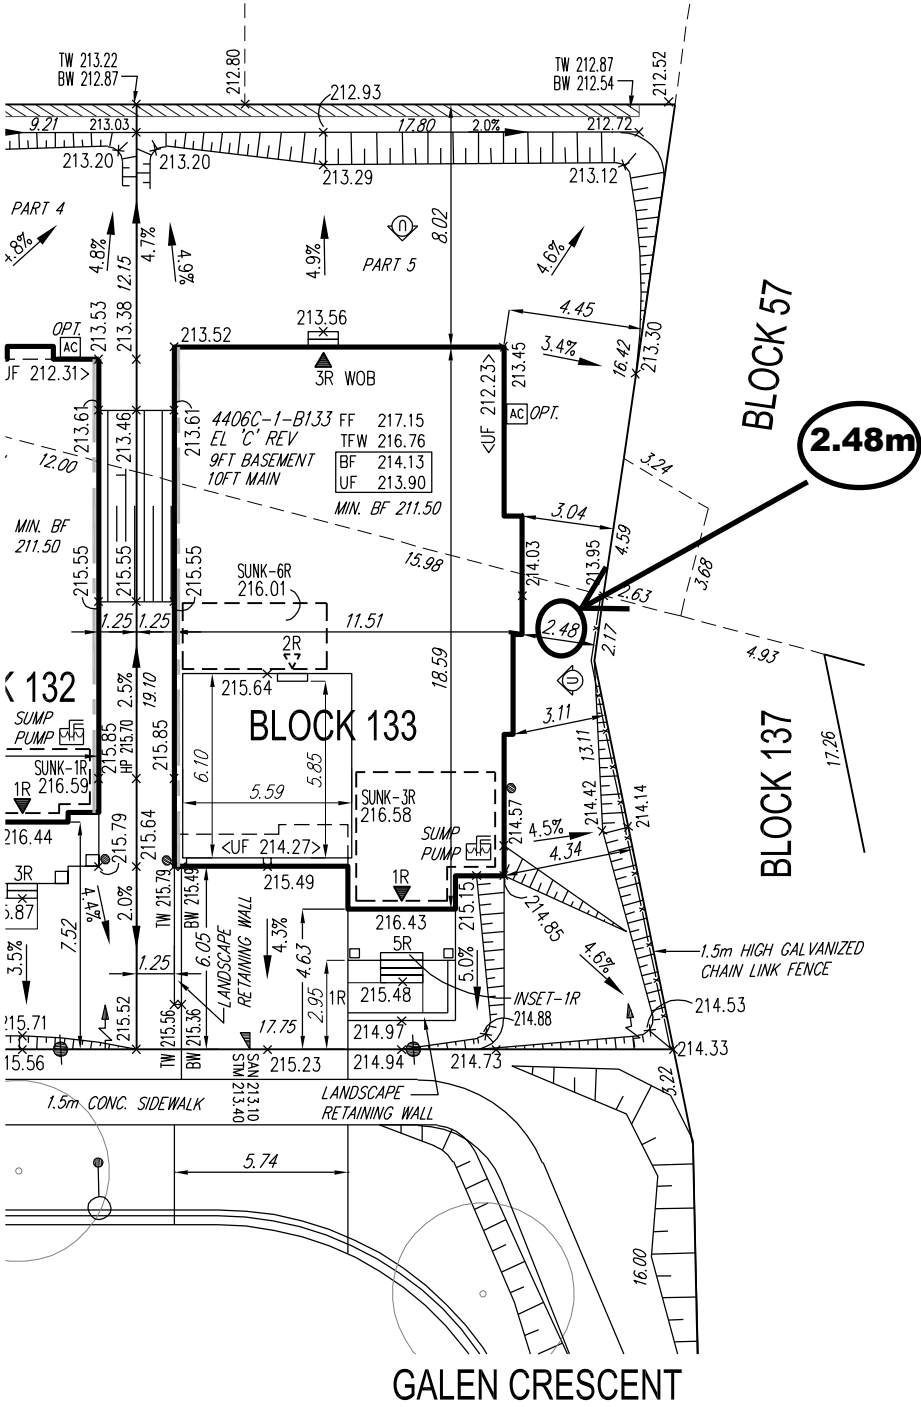 TW 213.22
BW 212.87
212.80
TW 212.87
BW 212.54
212.52
212.93
9.21
213.03
17.80
2.0%
212.72
213.20
213.20
213.29
213.12
PART 4
4.8%
4.8%
4.7%
12.15
4.9%
4.9%
U
PART 5
8.02
4.6%
BLOCK 57
4.45
213.53
213.38
213.52
213.56
213.45
3.4%
16.42
213.30
OPT.
AC
UF 212.31>
3R WOB
<UF 212.23>
AC OPT.
2.48m
213.61
213.46
213.61
4406C-1-B133
EL 'C' REV
9FT BASEMENT
10FT MAIN
FF 217.15
TFW 216.76
BF 214.13
UF 213.90
MIN. BF 211.50
12.00
3.24
3.04
4.59
MIN. BF
211.50
15.98
214.03
213.95
3.68
215.55
215.55
215.55
SUNK-6R
216.01
2.63
1.25
1.25
11.51
2.48
2.17
2R
4.93
K 132
2.5%
19.10
215.64
18.59
U
SUMP
PUMP
BLOCK 133
3.11
BLOCK 137
17.26
215.85
HP 215.70
215.85
6.10
5.85
13.11
SUNK-1R
216.59
1R
5.59
SUNK-3R
216.58
214.57
214.42
214.14
216.44
215.79
215.64
<UF 214.27>
SUMP
PUMP
4.5%
4.34
3R
215.49
1R
215.15
5.87
4.4%
2.0%
TW 215.79
BW 215.49
216.43
214.85
7.52
3.5%
1.25
6.05
LANDSCAPE
RETAINING WALL
4.3%
4.63
5R
5.0%
4.6%
1.5m HIGH GALVANIZED
CHAIN LINK FENCE
2.95
1R
215.48
INSET-1R
214.88
214.53
215.71
215.52
TW 215.56
BW 215.36
17.75
214.97
15.56
SAN 213.10
STM 213.40
215.23
214.94
214.73
214.33
3.22
1.5m CONC. SIDEWALK
LANDSCAPE
RETAINING WALL
5.74
16.00
GALEN CRESCENT